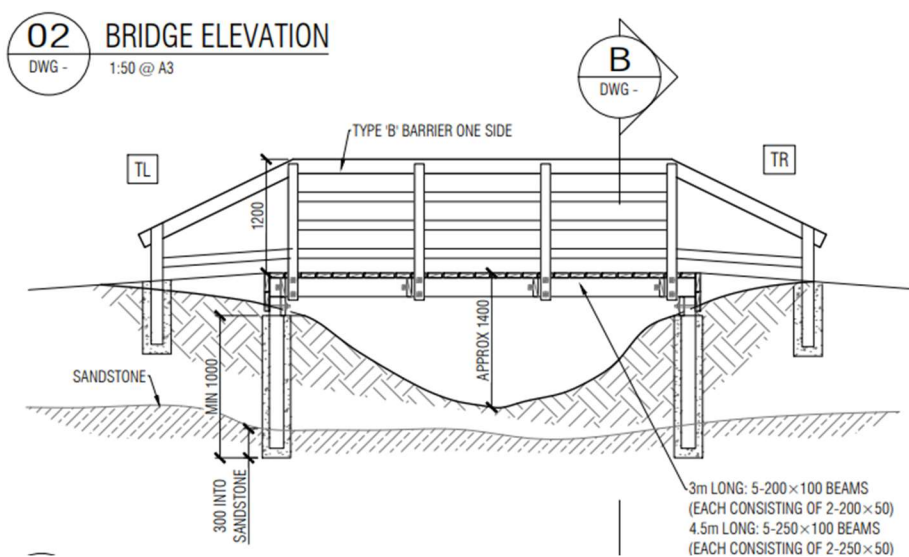 02
DWG -
BRIDGE ELEVATION
1:50 @ A3
B
DWG -
TYPE 'B' BARRIER ONE SIDE
TL
TR
1200
APPROX 1400
MIN 1000
SANDSTONE
300 INTO
SANDSTONE
3m LONG: 5-200×100 BEAMS
(EACH CONSISTING OF 2-200×50)
4.5m LONG: 5-250×100 BEAMS
(EACH CONSISTING OF 2-250×50)